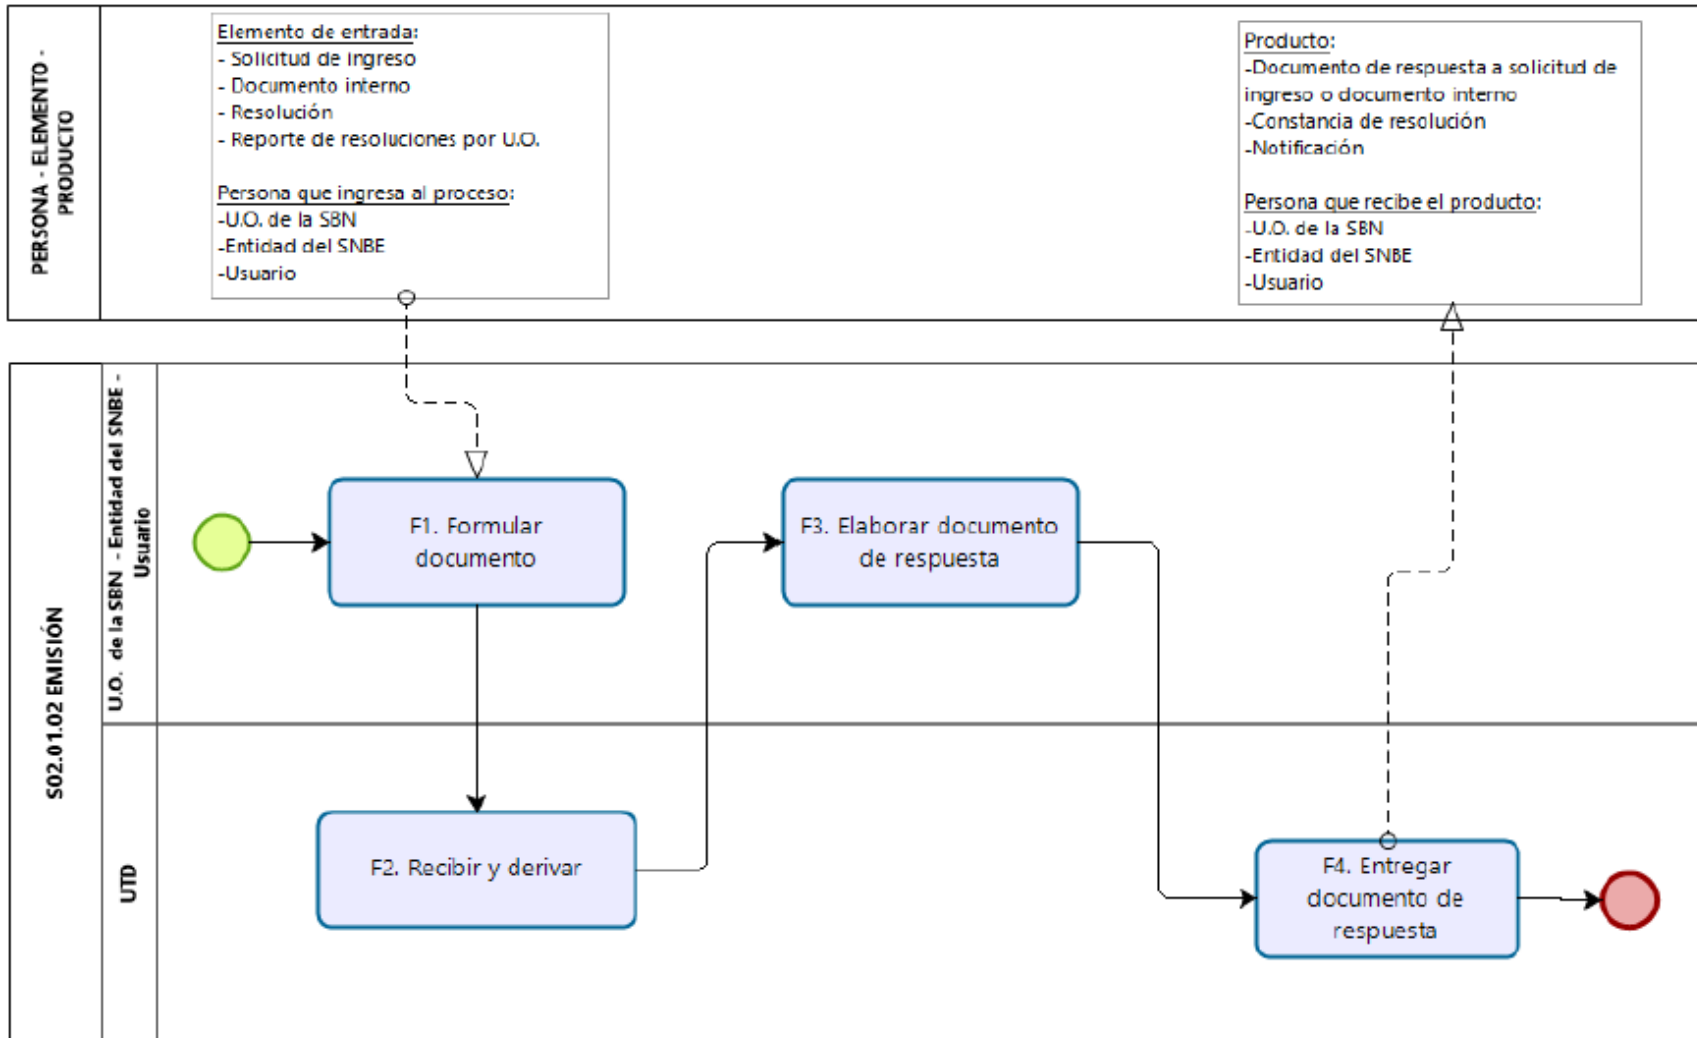 PERSONA - ELEMENTO -
PRODUCTO
Elemento de entrada:
- Solicitud de ingreso
- Documento interno
- Resolución
- Reporte de resoluciones por U.O.
Persona que ingresa al proceso:
-U.O. de la SBN
-Entidad del SNBE
-Usuario
Producto:
-Documento de respuesta a solicitud de
ingreso o documento interno
-Constancia de resolución
-Notificación
Persona que recibe el producto:
-U.O. de la SBN
-Entidad del SNBE
-Usuario
S02.01.02 EMISIÓN
U.O. de la SBN - Entidad del SNBE -
Usuario
F1. Formular
documento
F3. Elaborar documento
de respuesta
UTD
F2. Recibir y derivar
F4. Entregar
documento de
respuesta